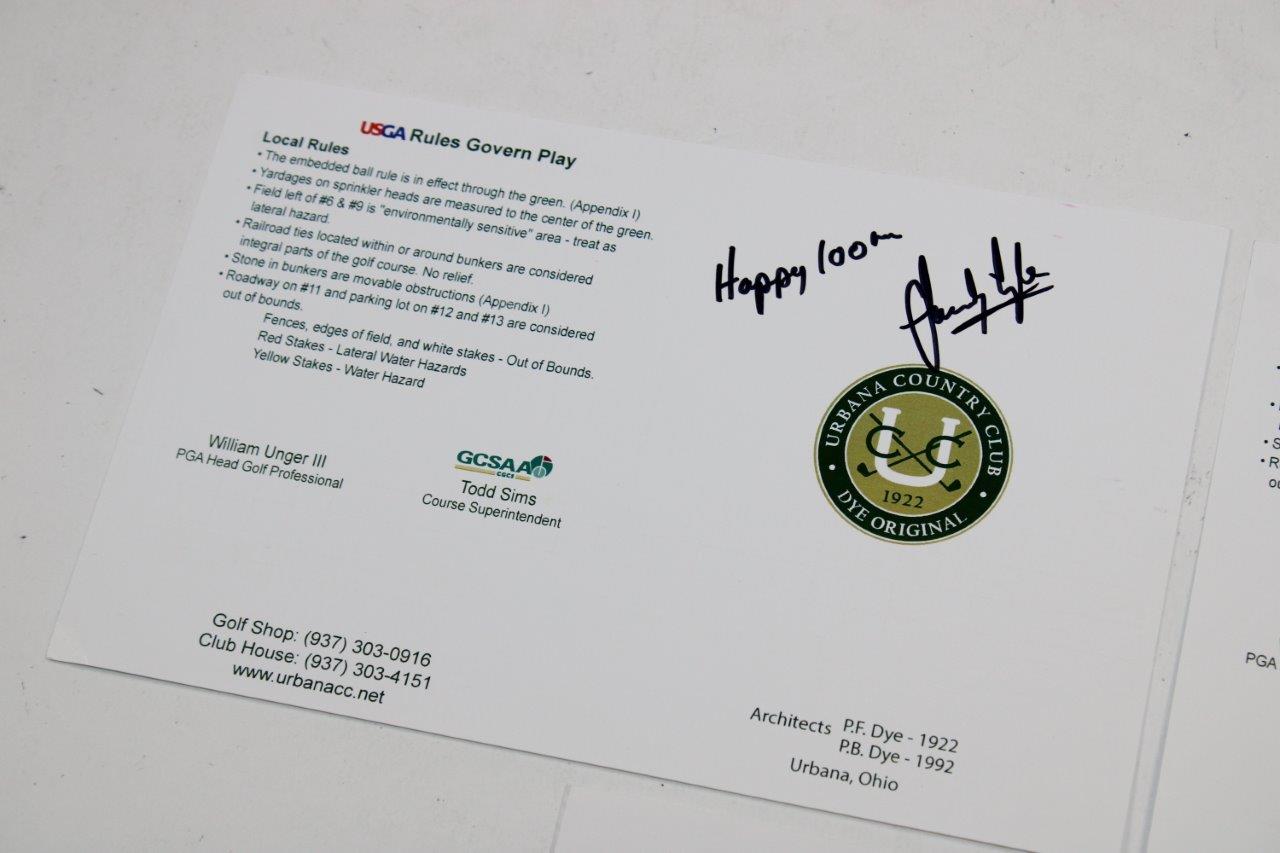 USGA Rules Govern Play
Local Rules
• The embedded ball rule is in effect through the green. (Appendix I)
• Yardages on sprinkler heads are measured to the center of the green.
• Field left of #6 & #9 is "environmentally sensitive" area - treat as
lateral hazard.
• Railroad ties located within or around bunkers are considered
integral parts of the golf course. No relief.
• Stone in bunkers are movable obstructions (Appendix I)
• Roadway on #11 and parking lot on #12 and #13 are considered
out of bounds.
Fences, edges of field, and white stakes - Out of Bounds.
Red Stakes - Lateral Water Hazards
Yellow Stakes - Water Hazard
William Unger III
PGA Head Golf Professional
GCSAA
CGCS
Todd Sims
Course Superintendent
Golf Shop: (937) 303-0916
Club House: (937) 303-4151
www.urbanacc.net
Happy 100th
Sandy Lyle
URBANA COUNTRY CLUB
UCC
1922
DYE ORIGINAL
Architects P.F. Dye - 1922
P.B. Dye - 1992
Urbana, Ohio
PGA